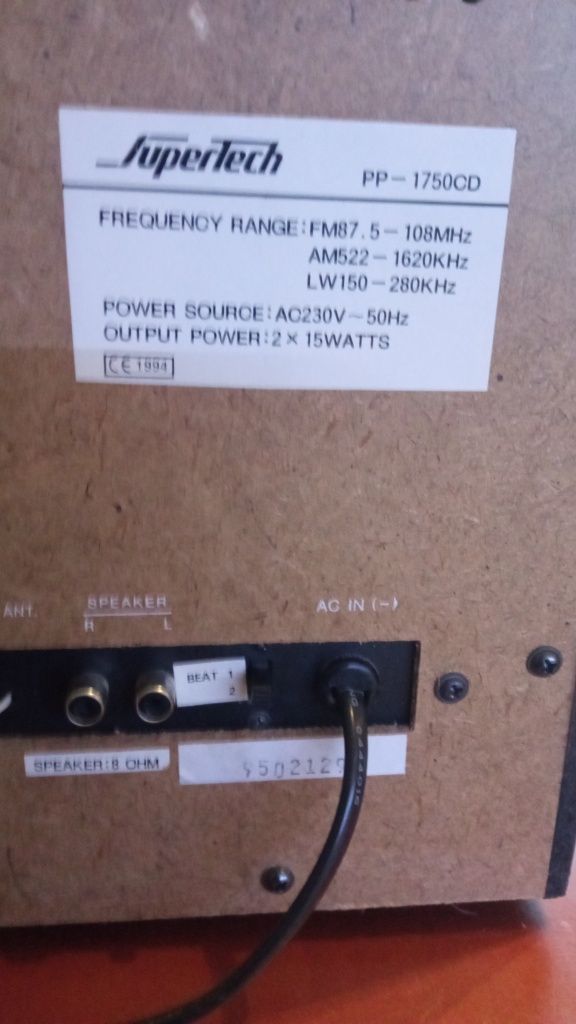 SuperTech
PP-1750CD
FREQUENCY RANGE:FM87.5-108MHz
AM522-1620KHz
LW150-280KHz
POWER SOURCE:AC230V~50Hz
OUTPUT POWER:2×15WATTS
CE 1994
ANT.
SPEAKER
R L
AC IN (~)
BEAT 1
2
SPEAKER:8 OHM